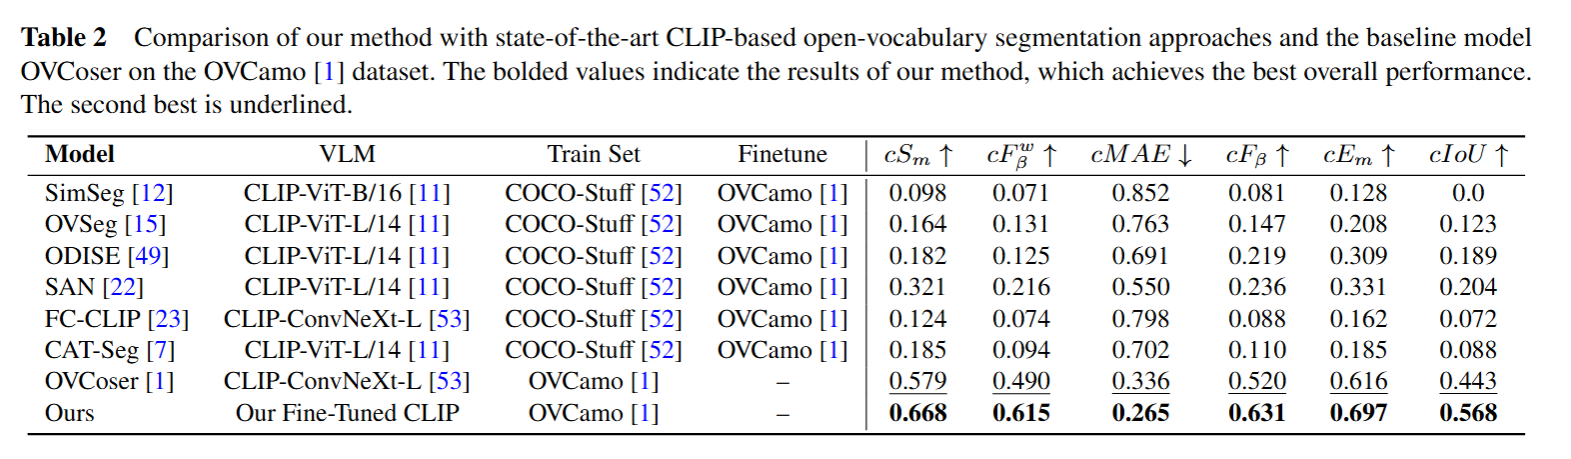 Table 2 Comparison of our method with state-of-the-art CLIP-based open-vocabulary segmentation approaches and the baseline model
OVCoser on the OVCamo [1] dataset. The bolded values indicate the results of our method, which achieves the best overall performance.
The second best is underlined.
Model VLM Train Set Finetune cSₘ ↑ cF^w_β ↑ cMAE ↓ cF_β ↑ cEₘ ↑ cIoU ↑
SimSeg [12] CLIP-ViT-B/16 [11] COCO-Stuff [52] OVCamo [1] 0.098 0.071 0.852 0.081 0.128 0.0
OVSeg [15] CLIP-ViT-L/14 [11] COCO-Stuff [52] OVCamo [1] 0.164 0.131 0.763 0.147 0.208 0.123
ODISE [49] CLIP-ViT-L/14 [11] COCO-Stuff [52] OVCamo [1] 0.182 0.125 0.691 0.219 0.309 0.189
SAN [22] CLIP-ViT-L/14 [11] COCO-Stuff [52] OVCamo [1] 0.321 0.216 0.550 0.236 0.331 0.204
FC-CLIP [23] CLIP-ConvNeXt-L [53] COCO-Stuff [52] OVCamo [1] 0.124 0.074 0.798 0.088 0.162 0.072
CAT-Seg [7] CLIP-ViT-L/14 [11] COCO-Stuff [52] OVCamo [1] 0.185 0.094 0.702 0.110 0.185 0.088
OVCoser [1] CLIP-ConvNeXt-L [53] OVCamo [1] – 0.579 0.490 0.336 0.520 0.616 0.443
Ours Our Fine-Tuned CLIP OVCamo [1] – 0.668 0.615 0.265 0.631 0.697 0.568